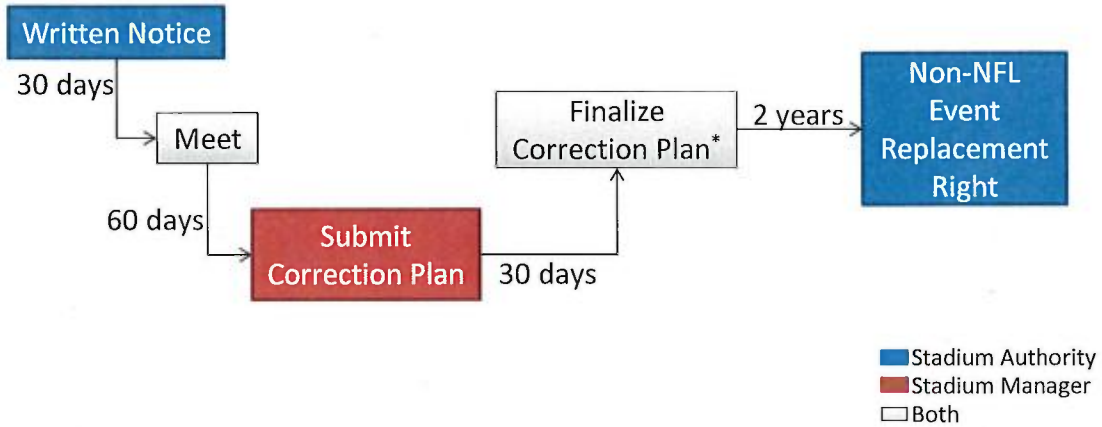 Written Notice
30 days
Meet
60 days
Submit
Correction Plan
30 days
Finalize
Correction Plan*
2 years
Non-NFL
Event
Replacement
Right
Stadium Authority
Stadium Manager
Both